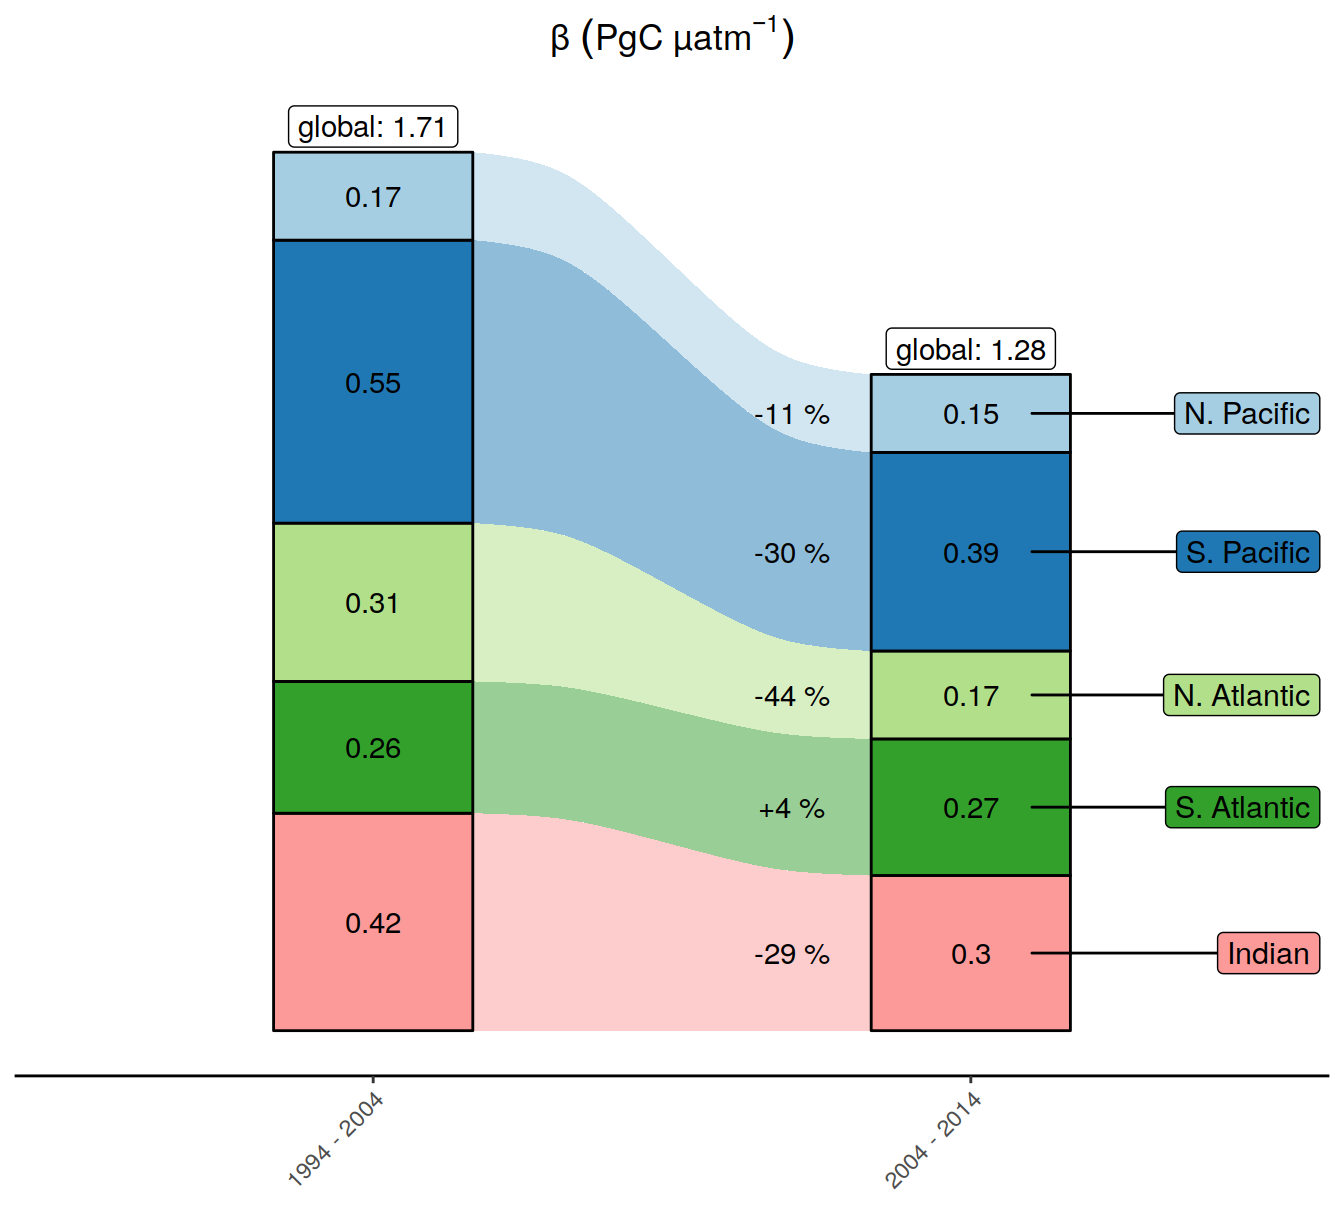 β (PgC µatm⁻¹)
global: 1.71
0.17
0.55
0.31
0.26
0.42
-11 %
-30 %
-44 %
+4 %
-29 %
global: 1.28
0.15
0.39
0.17
0.27
0.3
N. Pacific
S. Pacific
N. Atlantic
S. Atlantic
Indian
1994 - 2004
2004 - 2014